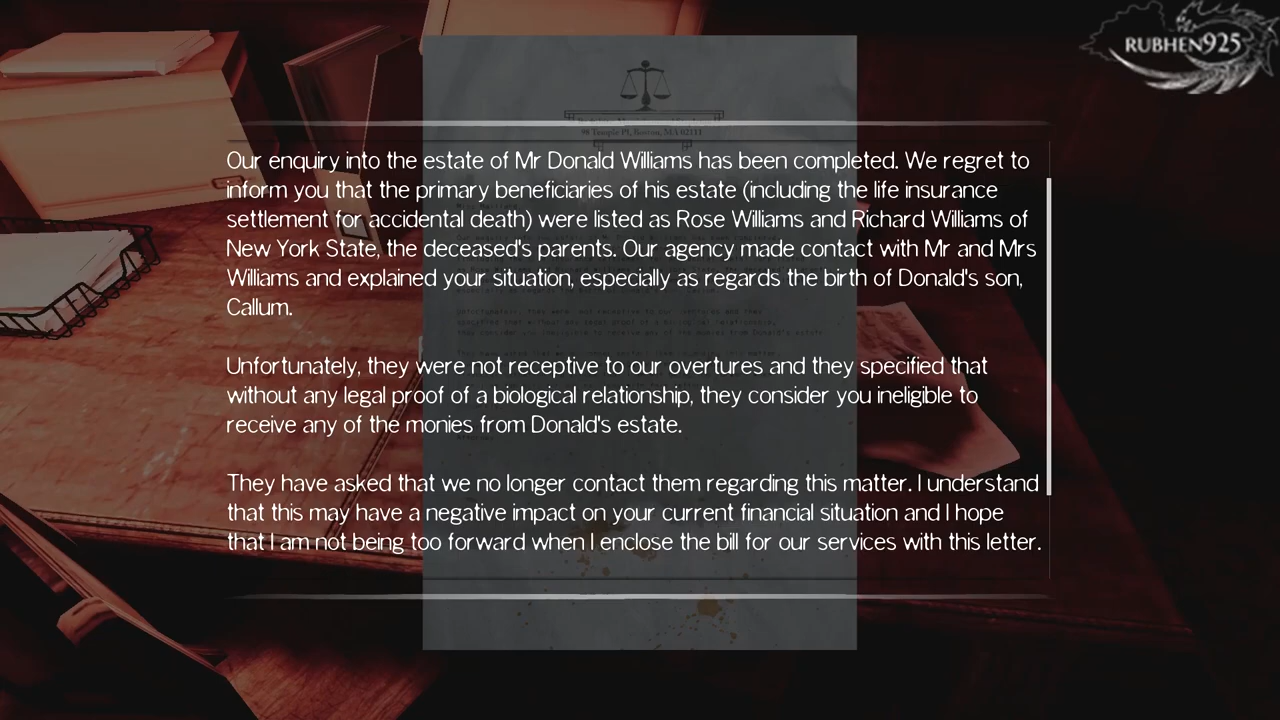 RUBHEN925
96 Temple Pl, Boston, MA 02111
Our enquiry into the estate of Mr Donald Williams has been completed. We regret to
inform you that the primary beneficiaries of his estate (including the life insurance
settlement for accidental death) were listed as Rose Williams and Richard Williams of
New York State, the deceased's parents. Our agency made contact with Mr and Mrs
Williams and explained your situation, especially as regards the birth of Donald's son,
Callum.
Unfortunately, they were not receptive to our overtures and they specified that
without any legal proof of a biological relationship, they consider you ineligible to
receive any of the monies from Donald's estate.
They have asked that we no longer contact them regarding this matter. I understand
that this may have a negative impact on your current financial situation and I hope
that I am not being too forward when I enclose the bill for our services with this letter.